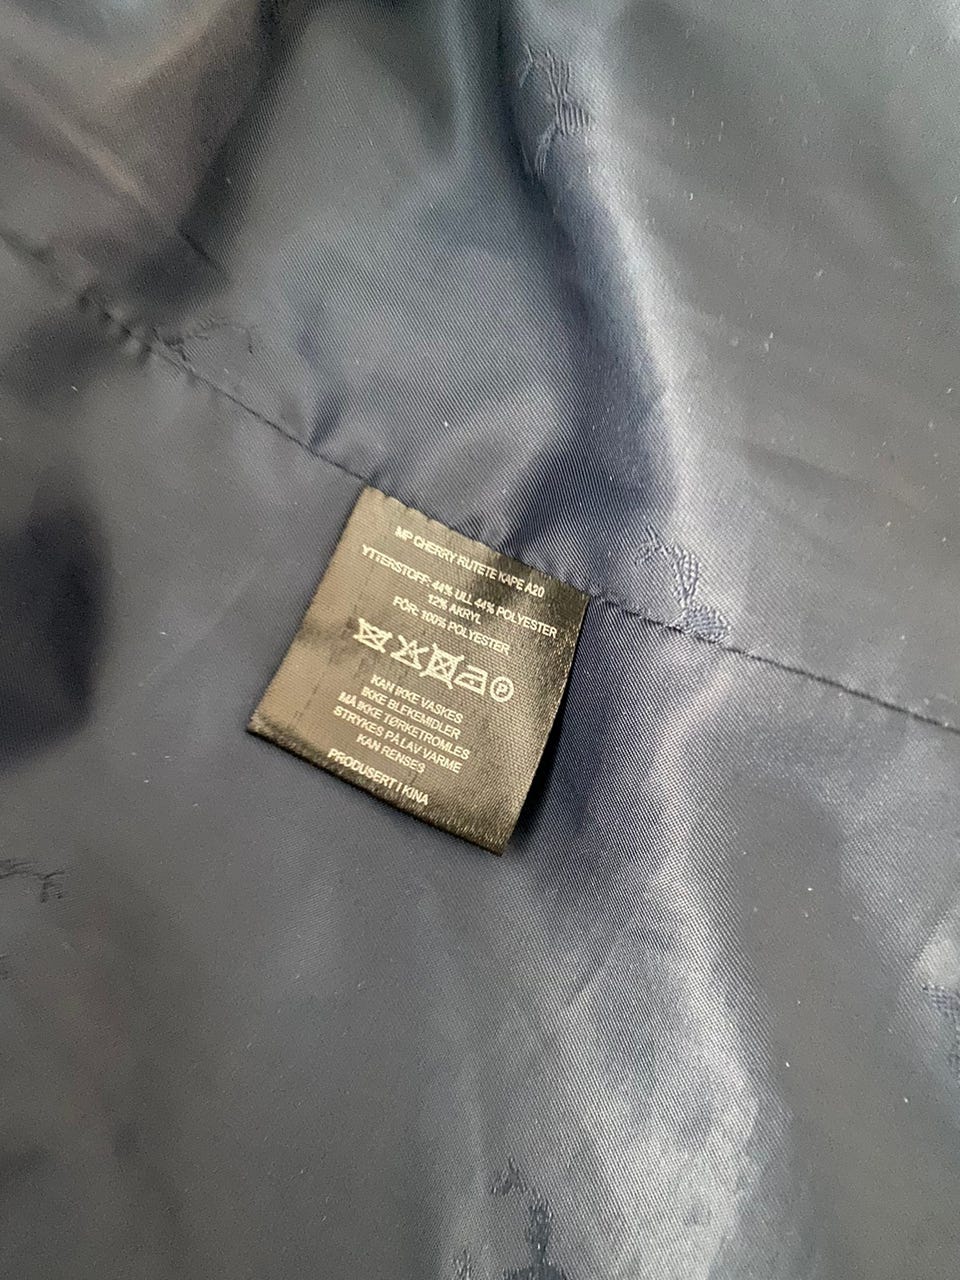 MP CHERRY RUTETE KAPE A20
YTTERSTOFF: 44% ULL 44% POLYESTER
12% AKRYL
FÔR: 100% POLYESTER
P
KAN IKKE VASKES
IKKE BLEKEMIDLER
MÅ IKKE TØRKETROMLES
STRYKES PÅ LAV VARME
KAN RENSES
PRODUSERT I KINA